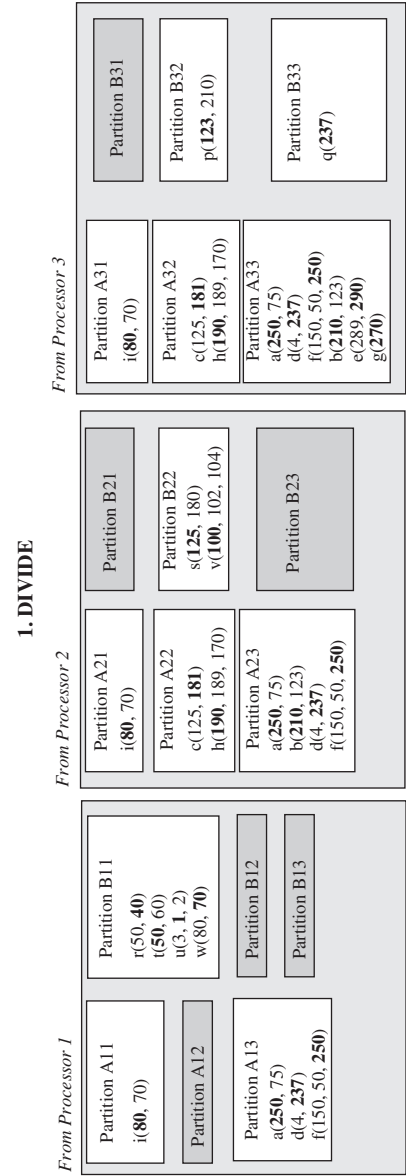 1. DIVIDE
From Processor 1
Partition A11
i(80, 70)
Partition A12
Partition A13
a(250, 75)
d(4, 237)
f(150, 50, 250)
Partition B11
r(50, 40)
t(50, 60)
u(3, 1, 2)
w(80, 70)
Partition B12
Partition B13
From Processor 2
Partition A21
i(80, 70)
Partition A22
c(125, 181)
h(190, 189, 170)
Partition A23
a(250, 75)
b(210, 123)
d(4, 237)
f(150, 50, 250)
Partition B21
Partition B22
s(125, 180)
v(100, 102, 104)
Partition B23
From Processor 3
Partition A31
i(80, 70)
Partition A32
c(125, 181)
h(190, 189, 170)
Partition A33
a(250, 75)
d(4, 237)
f(150, 50, 250)
b(210, 123)
e(289, 290)
g(270)
Partition B31
Partition B32
p(123, 210)
Partition B33
q(237)